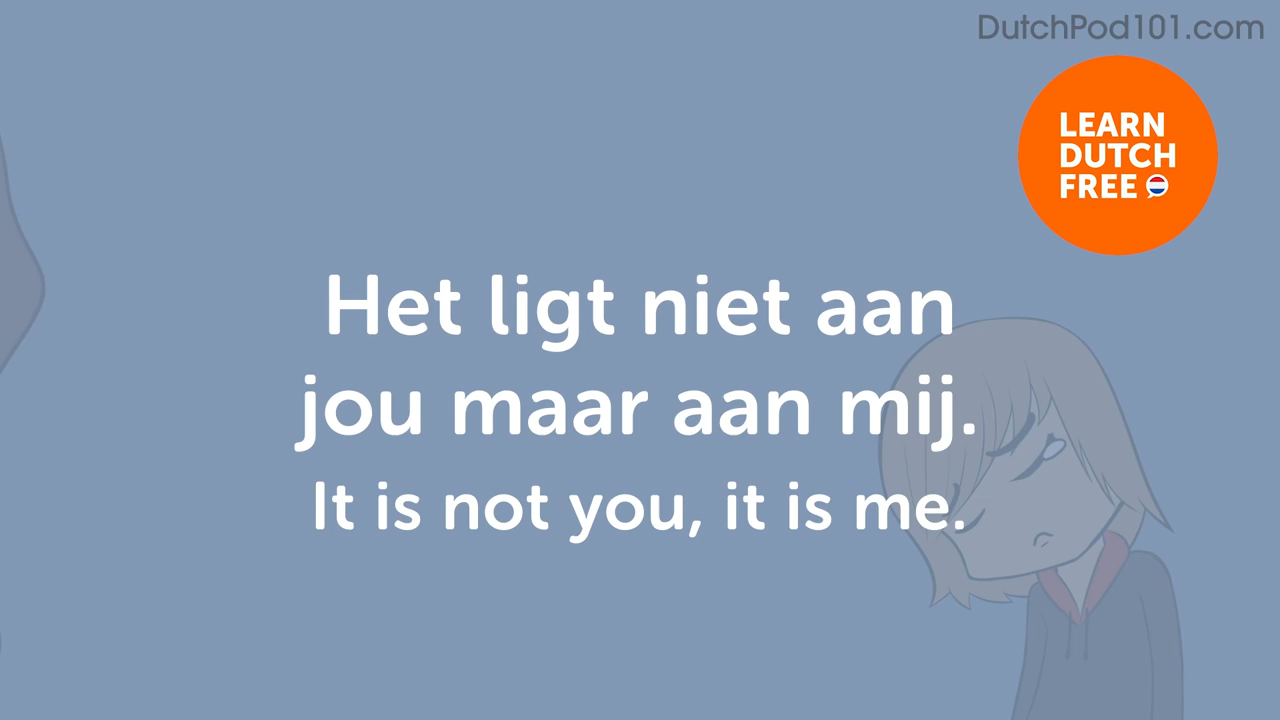 DutchPod101.com
LEARN
DUTCH
FREE
Het ligt niet aan
jou maar aan mij.
It is not you, it is me.